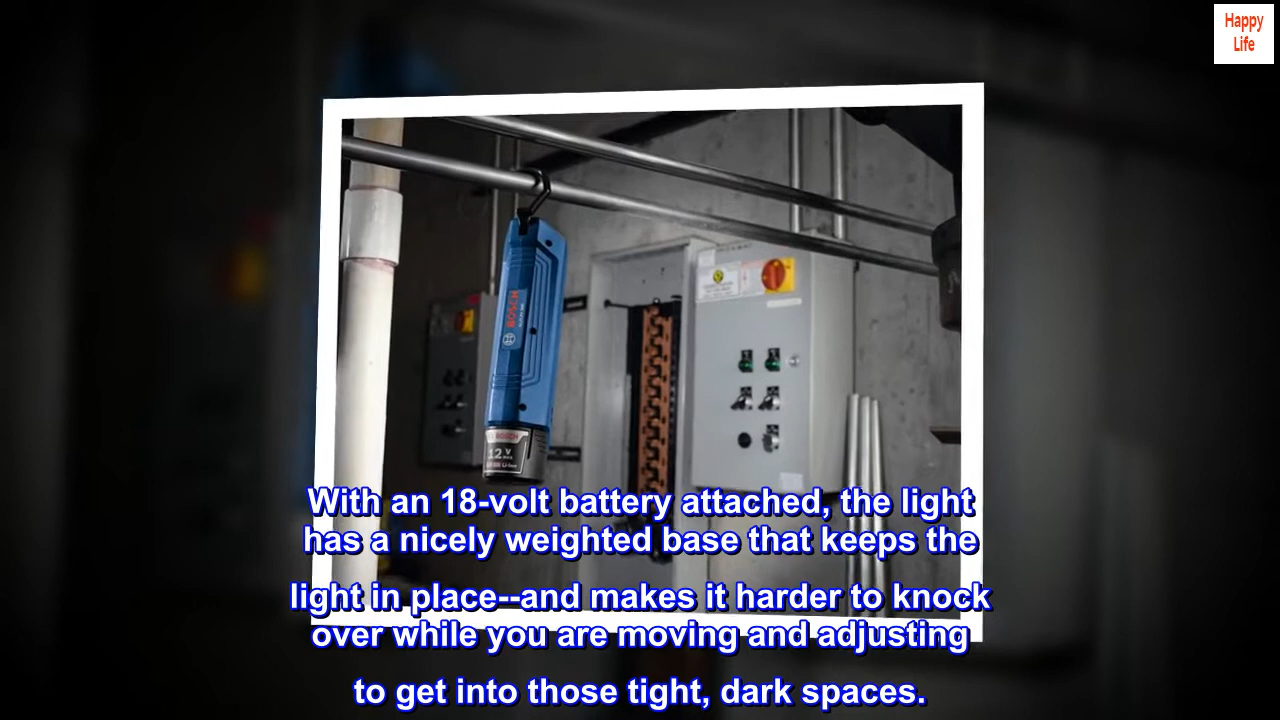 Happy
Life
BOSCH
BOSCH
12 V
With an 18-volt battery attached, the light
has a nicely weighted base that keeps the
light in place--and makes it harder to knock
over while you are moving and adjusting
to get into those tight, dark spaces.